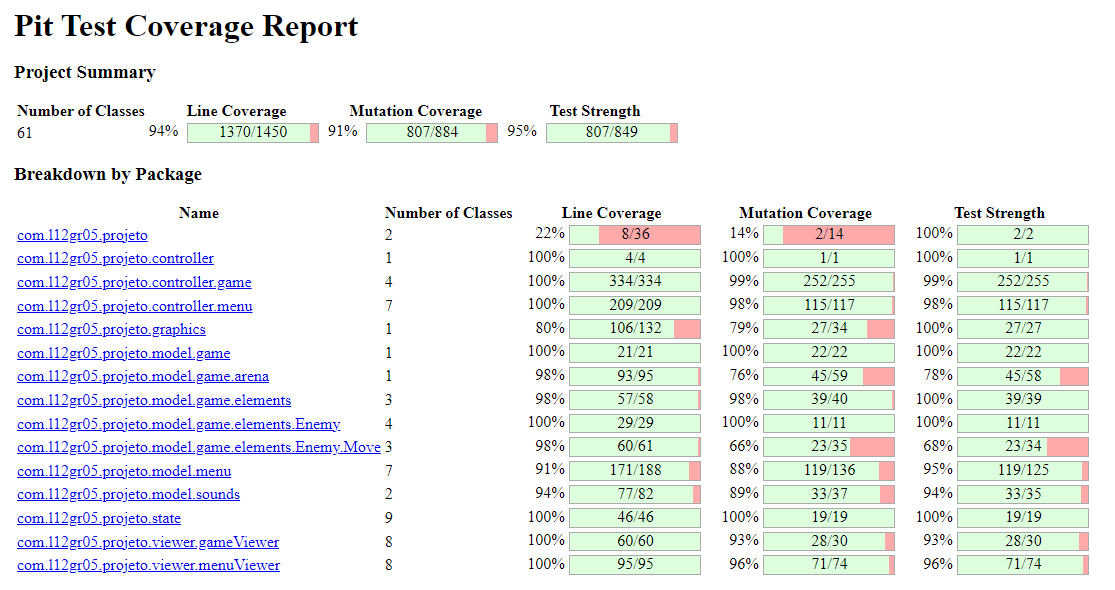 Pit Test Coverage Report
Project Summary
Number of Classes Line Coverage Mutation Coverage Test Strength
61 94% 1370/1450 91% 807/884 95% 807/849
Breakdown by Package
Name Number of Classes Line Coverage Mutation Coverage Test Strength
com.l12gr05.projeto 2 22% 8/36 14% 2/14 100% 2/2
com.l12gr05.projeto.controller 1 100% 4/4 100% 1/1 100% 1/1
com.l12gr05.projeto.controller.game 4 100% 334/334 99% 252/255 99% 252/255
com.l12gr05.projeto.controller.menu 7 100% 209/209 98% 115/117 98% 115/117
com.l12gr05.projeto.graphics 1 80% 106/132 79% 27/34 100% 27/27
com.l12gr05.projeto.model.game 1 100% 21/21 100% 22/22 100% 22/22
com.l12gr05.projeto.model.game.arena 1 98% 93/95 76% 45/59 78% 45/58
com.l12gr05.projeto.model.game.elements 3 98% 57/58 98% 39/40 100% 39/39
com.l12gr05.projeto.model.game.elements.Enemy 4 100% 29/29 100% 11/11 100% 11/11
com.l12gr05.projeto.model.game.elements.Enemy.Move 3 98% 60/61 66% 23/35 68% 23/34
com.l12gr05.projeto.model.menu 7 91% 171/188 88% 119/136 95% 119/125
com.l12gr05.projeto.model.sounds 2 94% 77/82 89% 33/37 94% 33/35
com.l12gr05.projeto.state 9 100% 46/46 100% 19/19 100% 19/19
com.l12gr05.projeto.viewer.gameViewer 8 100% 60/60 93% 28/30 93% 28/30
com.l12gr05.projeto.viewer.menuViewer 8 100% 95/95 96% 71/74 96% 71/74